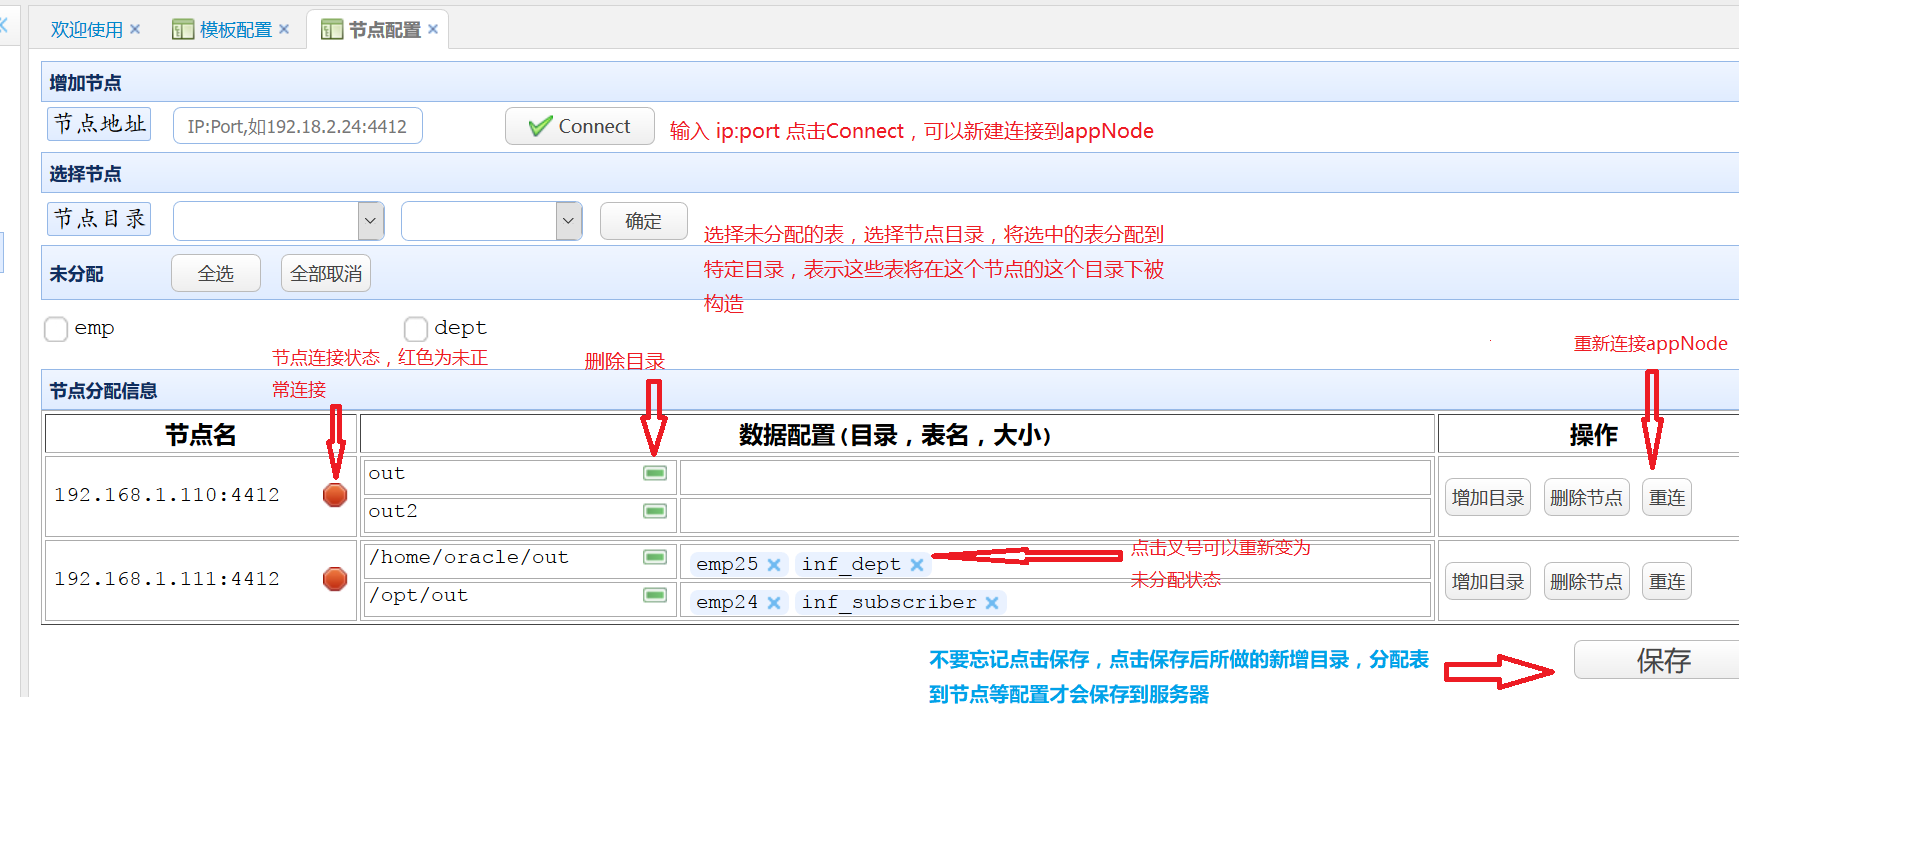 欢迎使用 模板配置 节点配置
增加节点
节点地址 IP:Port,如192.18.2.24:4412 Connect 输入 ip:port 点击Connect，可以新建连接到appNode
选择节点
节点目录 确定
选择未分配的表，选择节点目录，将选中的表分配到
特定目录，表示这些表将在这个节点的这个目录下被
构造
未分配 全选 全部取消
emp dept
节点连接状态，红色为未正
常连接
删除目录
重新连接appNode
节点分配信息
节点名 数据配置(目录，表名，大小) 操作
192.168.1.110:4412 out 增加目录 删除节点 重连
out2
192.168.1.111:4412 /home/oracle/out emp25 inf_dept 增加目录 删除节点 重连
/opt/out emp24 inf_subscriber
点击叉号可以重新变为
未分配状态
不要忘记点击保存，点击保存后所做的新增目录，分配表
到节点等配置才会保存到服务器
保存